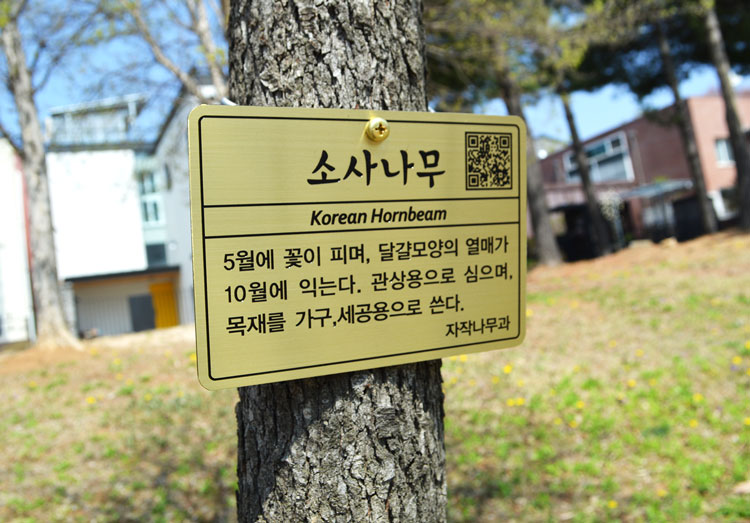 소사나무
Korean Hornbeam
5월에 꽃이 피며, 달걀모양의 열매가
10월에 익는다. 관상용으로 심으며,
목재를 가구,세공용으로 쓴다.
자작나무과